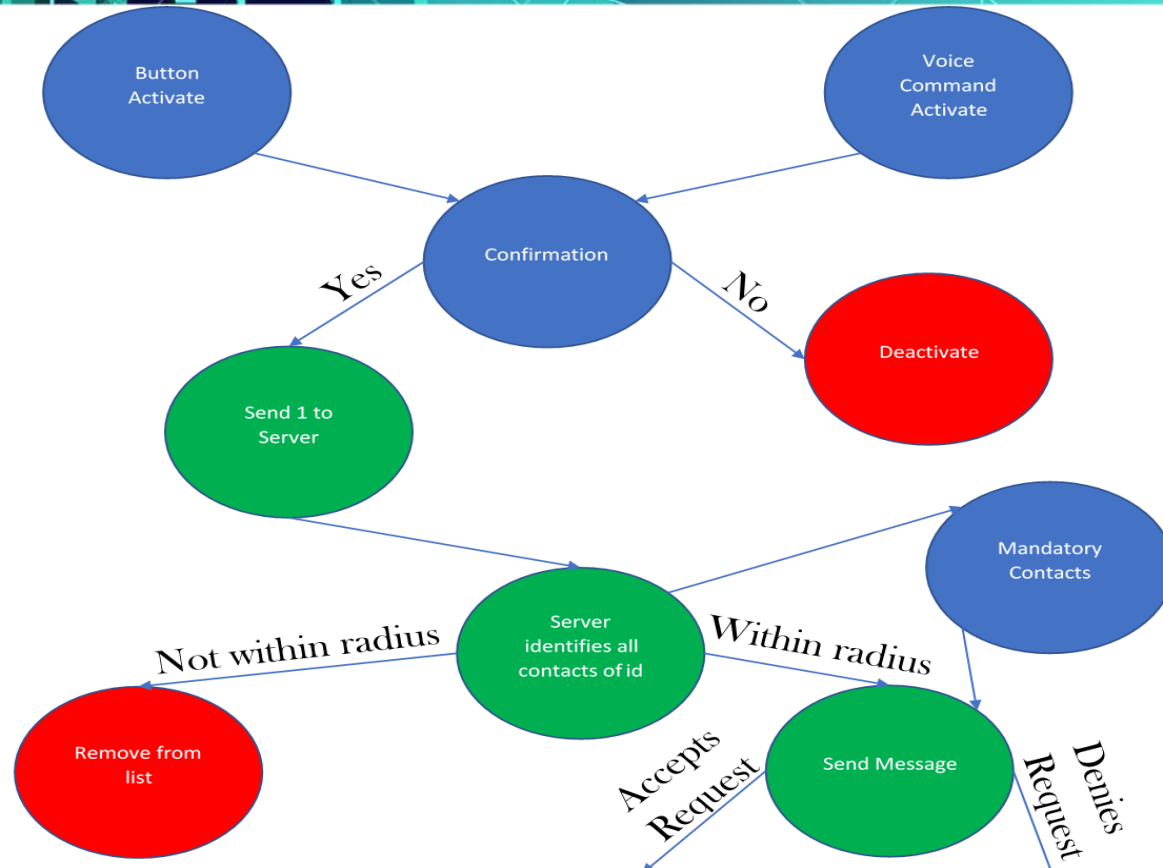 Button
Activate
Voice
Command
Activate
Confirmation
Yes
No
Deactivate
Send 1 to
Server
Mandatory
Contacts
Server
identifies all
contacts of id
Not within radius
Within radius
Remove from
list
Send Message
Accepts
Request
Denies
Request